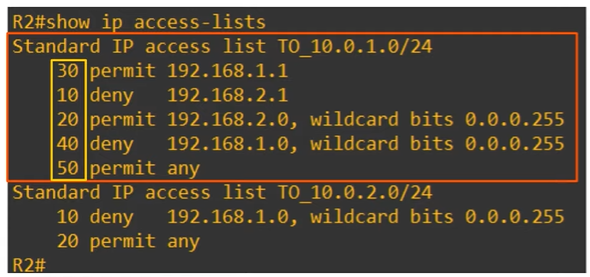 R2#show ip access-lists
Standard IP access list TO_10.0.1.0/24
30 permit 192.168.1.1
10 deny 192.168.2.1
20 permit 192.168.2.0, wildcard bits 0.0.0.255
40 deny 192.168.1.0, wildcard bits 0.0.0.255
50 permit any
Standard IP access list TO_10.0.2.0/24
10 deny 192.168.1.0, wildcard bits 0.0.0.255
20 permit any
R2#